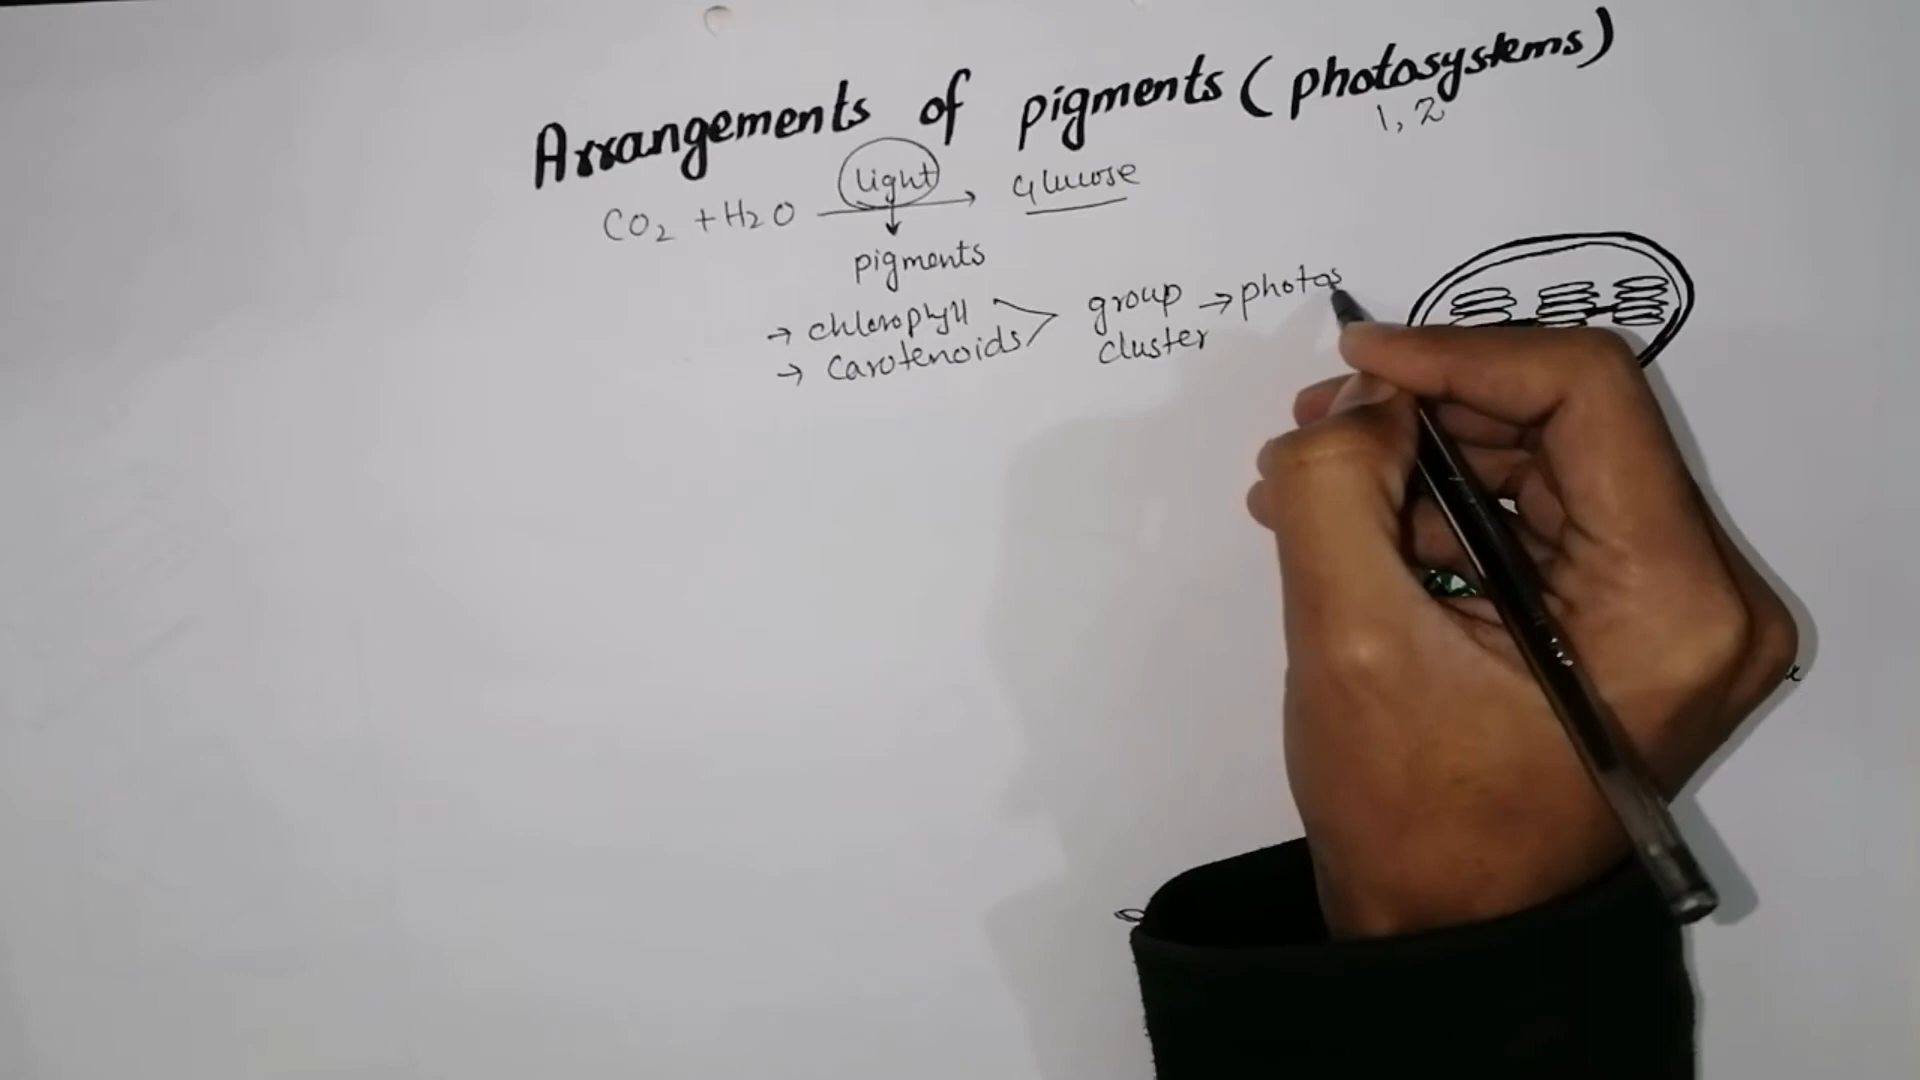 Arrangements of pigments (photosystems)
1, 2
CO2 + H2O light → Glucose
pigments
→ chlorophyll
→ carotenoids
group → photos
cluster